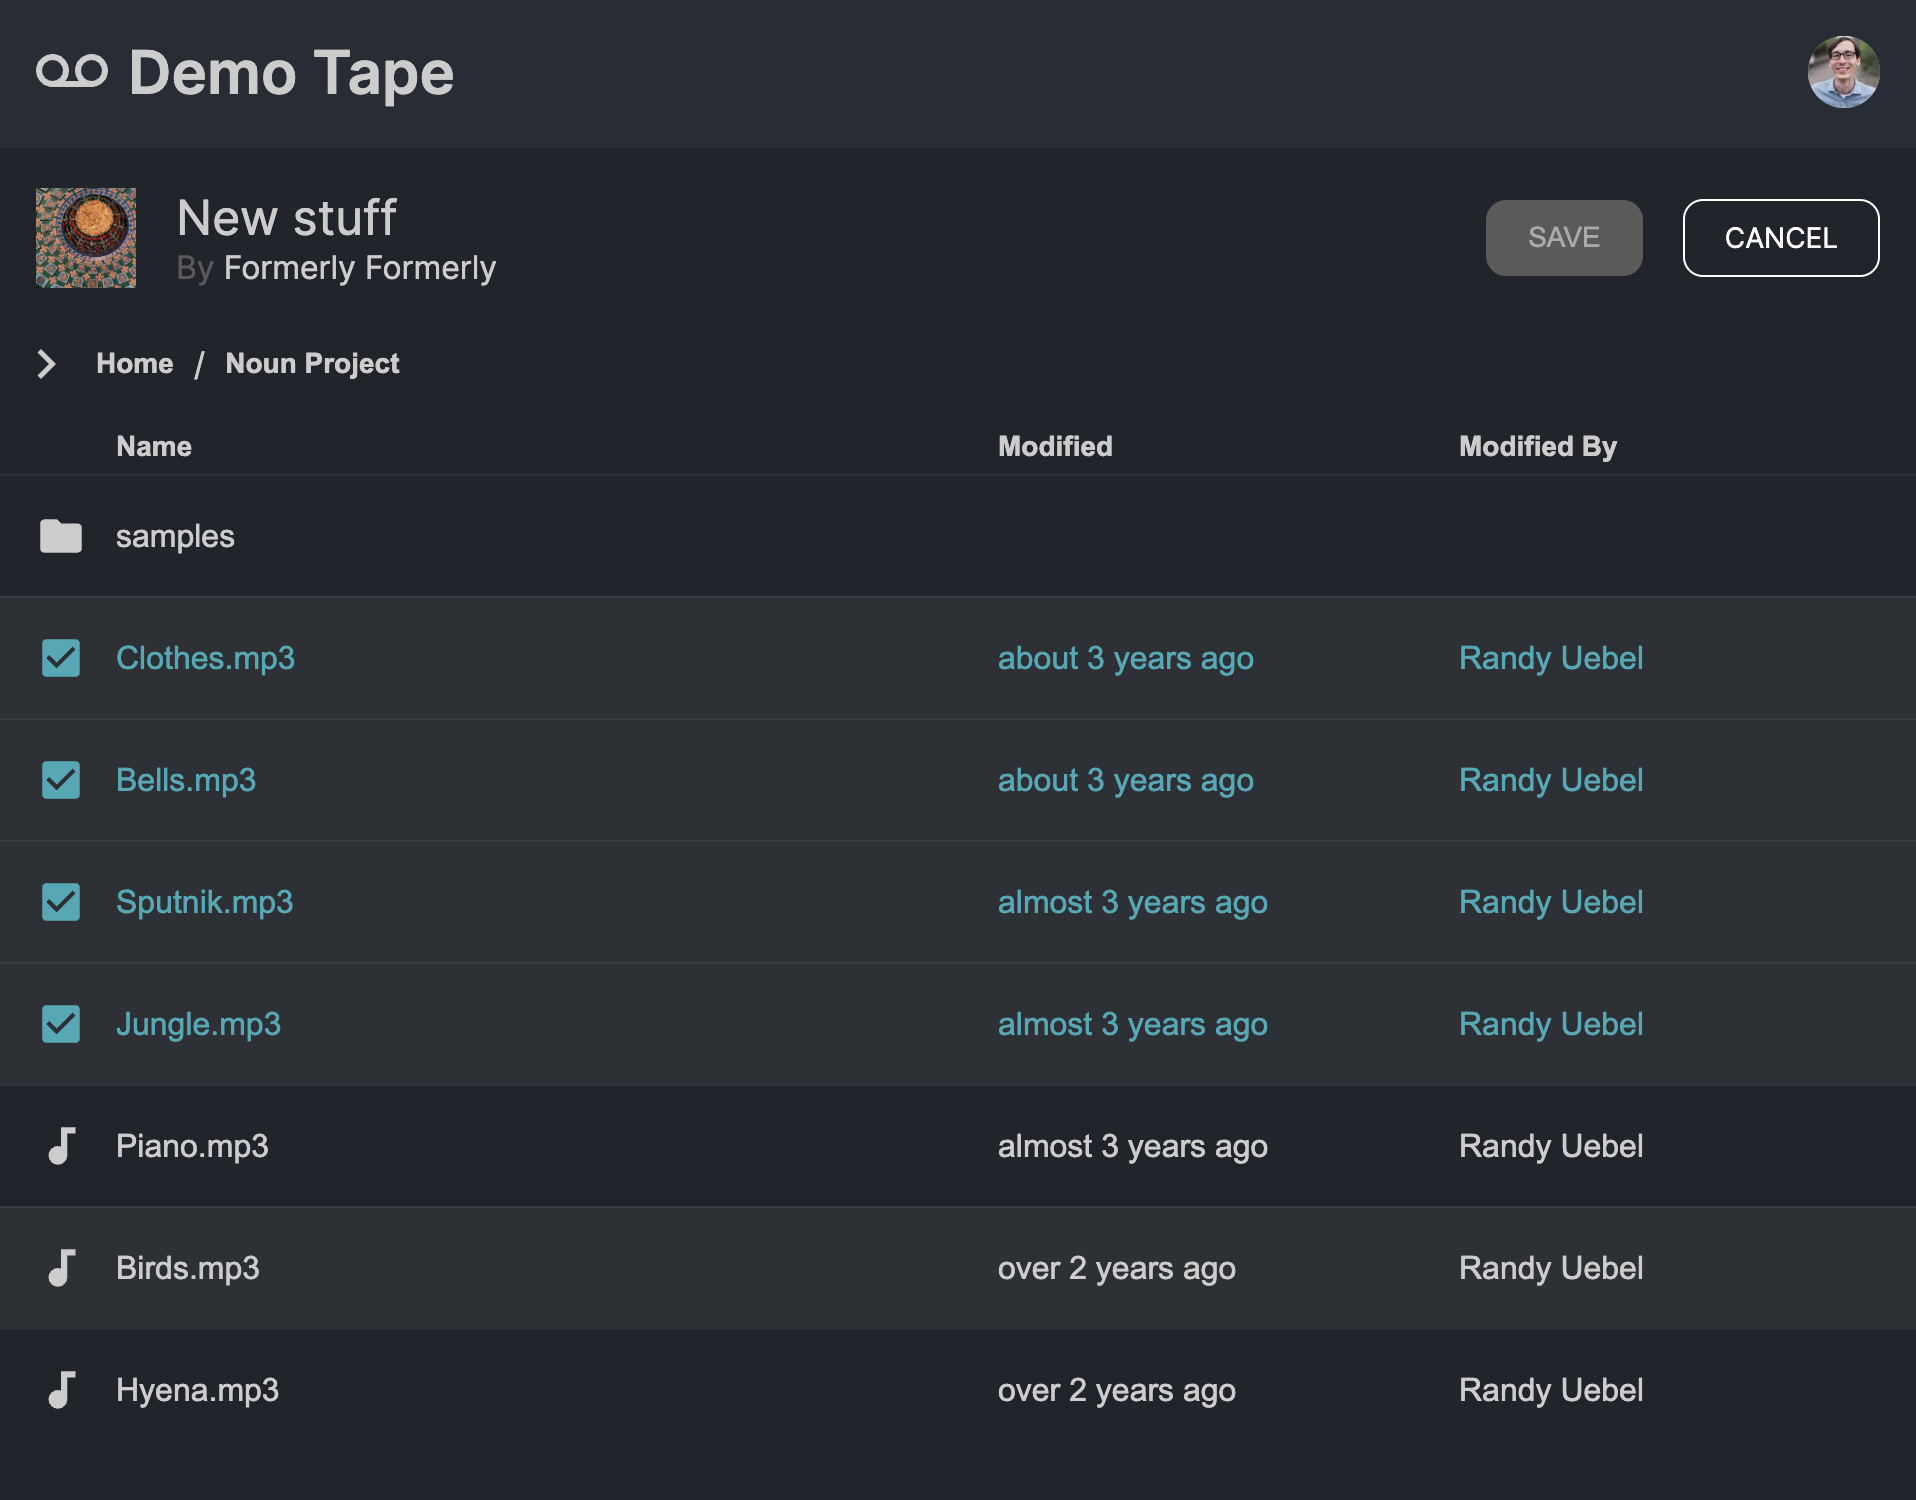 Demo Tape
New stuff
By Formerly Formerly
SAVE
CANCEL
Home / Noun Project
Name Modified Modified By
samples
Clothes.mp3 about 3 years ago Randy Uebel
Bells.mp3 about 3 years ago Randy Uebel
Sputnik.mp3 almost 3 years ago Randy Uebel
Jungle.mp3 almost 3 years ago Randy Uebel
Piano.mp3 almost 3 years ago Randy Uebel
Birds.mp3 over 2 years ago Randy Uebel
Hyena.mp3 over 2 years ago Randy Uebel